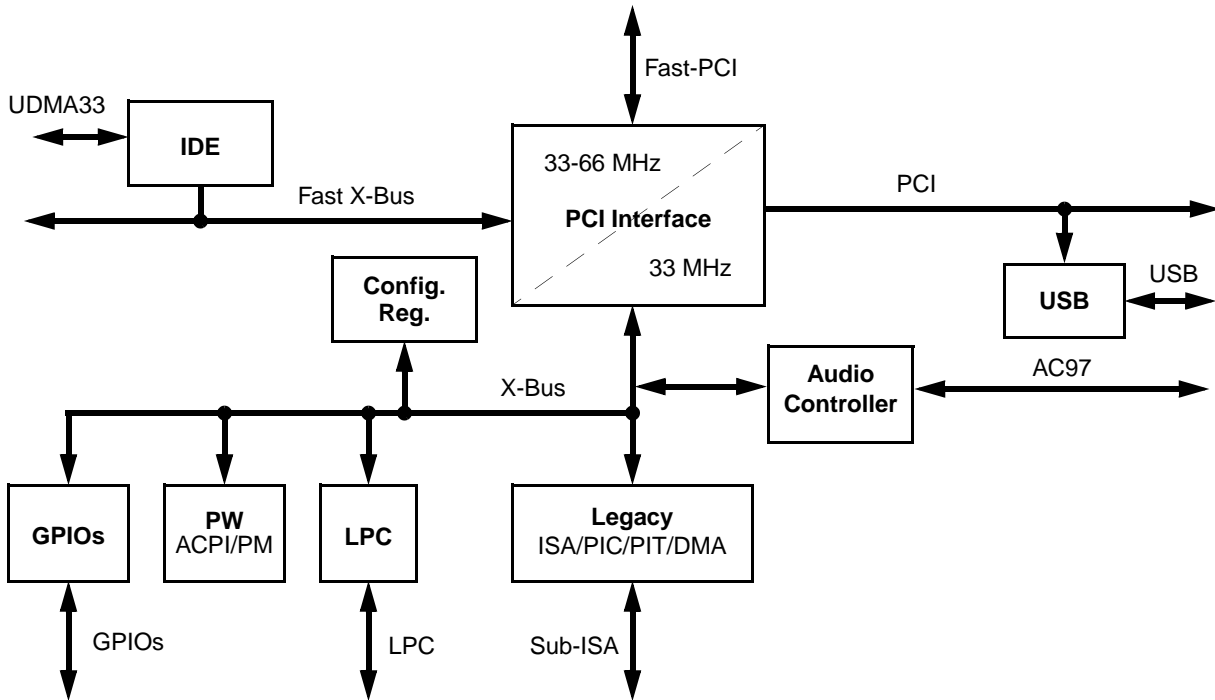 Fast-PCI
UDMA33
IDE
33-66 MHz
PCI
Fast X-Bus
PCI Interface
33 MHz
Config.
Reg.
USB
USB
Audio
Controller
AC97
X-Bus
GPIOs
PW
ACPI/PM
LPC
Legacy
ISA/PIC/PIT/DMA
GPIOs
LPC
Sub-ISA